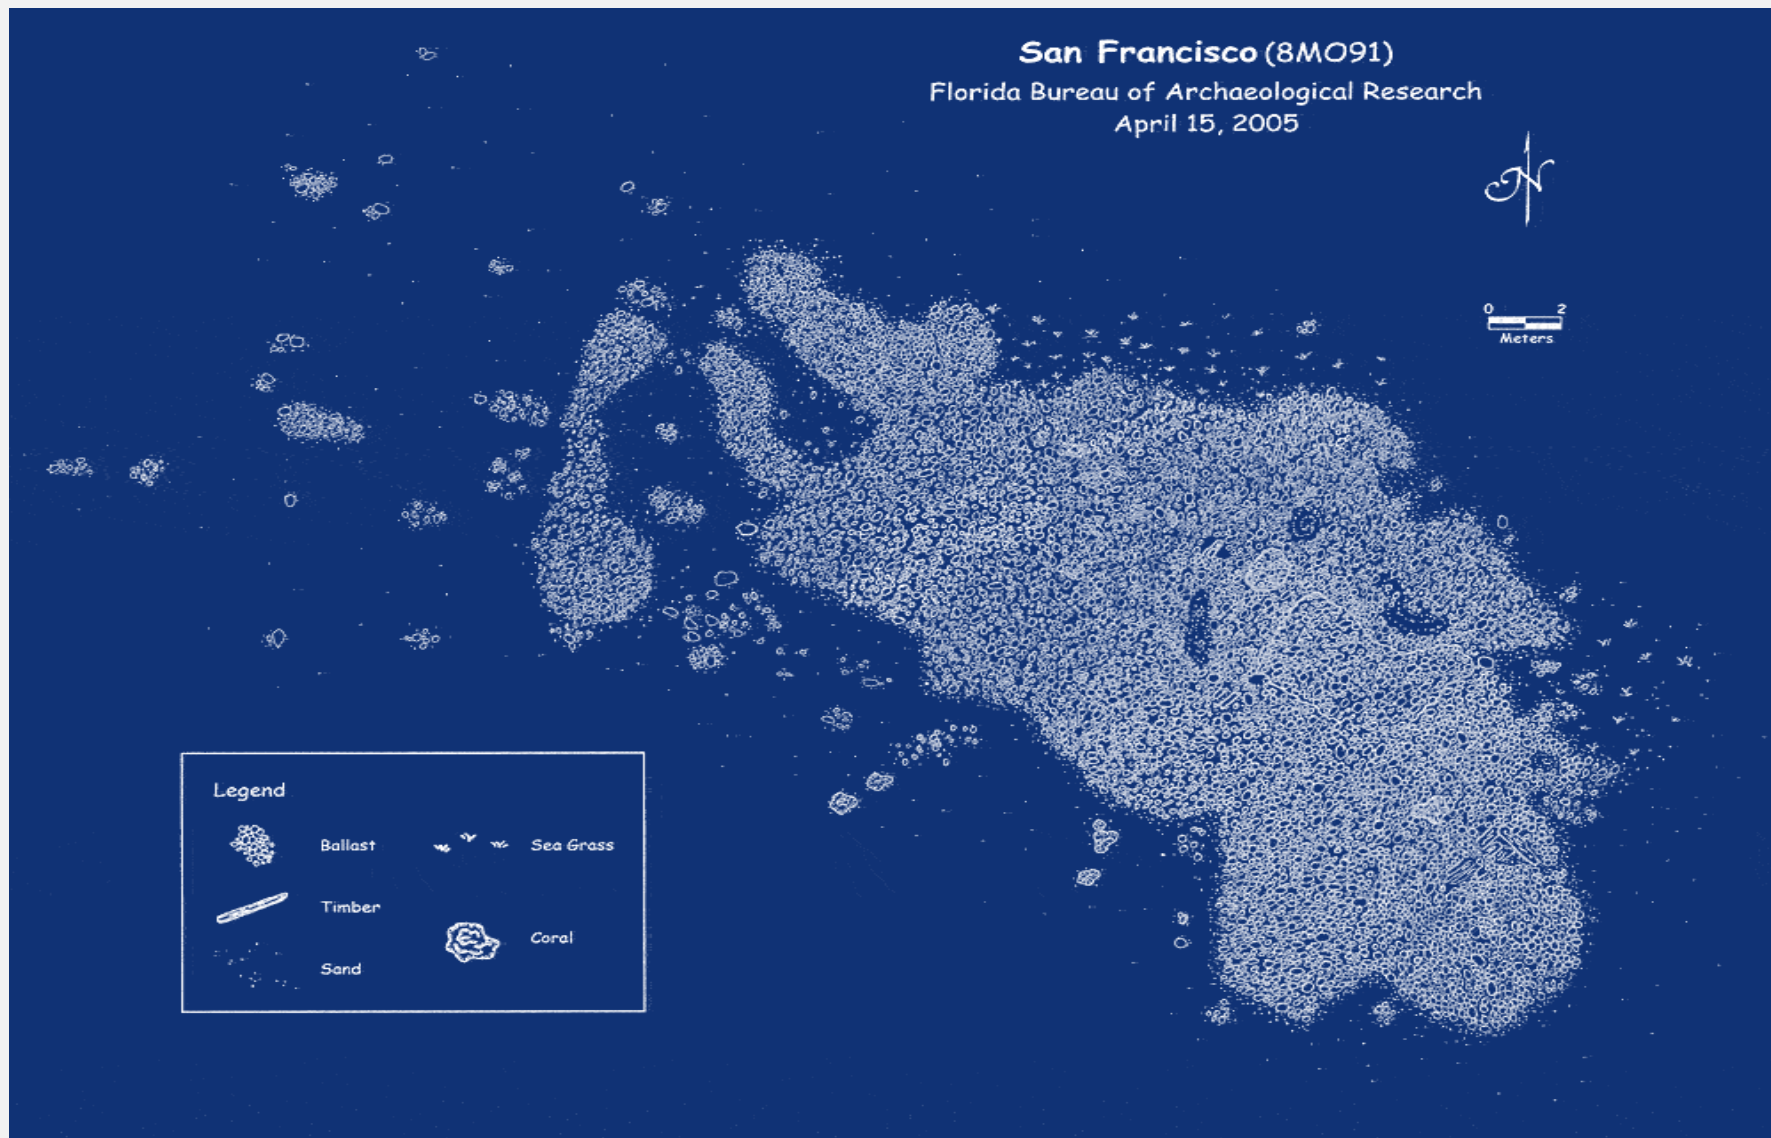 San Francisco (8MO91)
Florida Bureau of Archaeological Research
April 15, 2005
N
0 2
Meters
Legend
Ballast
Sea Grass
Timber
Coral
Sand